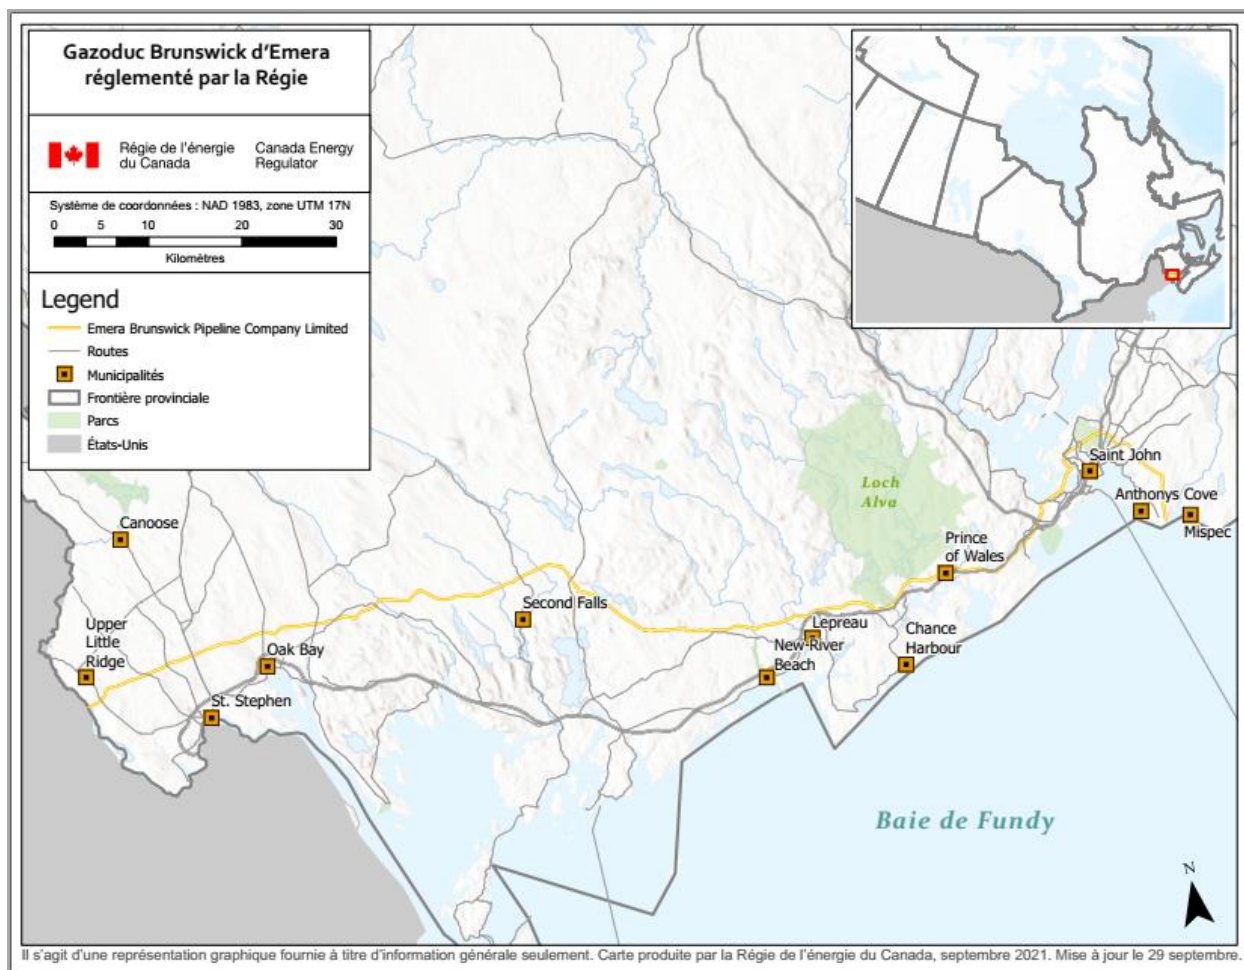 Gazoduc Brunswick d'Emera
réglementé par la Régie
Régie de l'énergie
du Canada
Canada Energy
Regulator
Système de coordonnées : NAD 1983, zone UTM 17N
0 5 10 20 30
Kilomètres
Legend
Emera Brunswick Pipeline Company Limited
Routes
Municipalités
Frontière provinciale
Parcs
États-Unis
Loch
Alva
Saint John
Anthonys Cove
Mispec
Canoose
Prince
of Wales
Second Falls
Upper
Little
Ridge
Lepreau
Chance
Harbour
Oak Bay
New River
Beach
St. Stephen
Baie de Fundy
N
Il s'agit d'une représentation graphique fournie à titre d'information générale seulement. Carte produite par la Régie de l'énergie du Canada, septembre 2021. Mise à jour le 29 septembre.